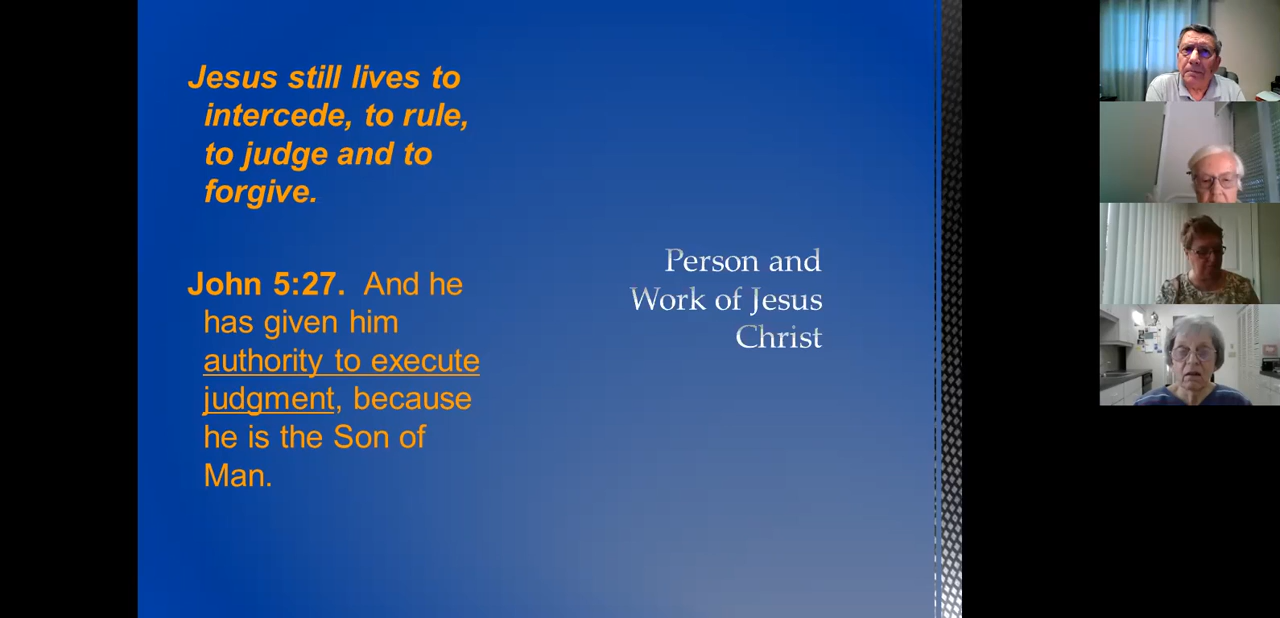 Jesus still lives to
intercede, to rule,
to judge and to
forgive.
John 5:27.  And he
has given him
authority to execute
judgment, because
he is the Son of
Man.
Person and
Work of Jesus
Christ